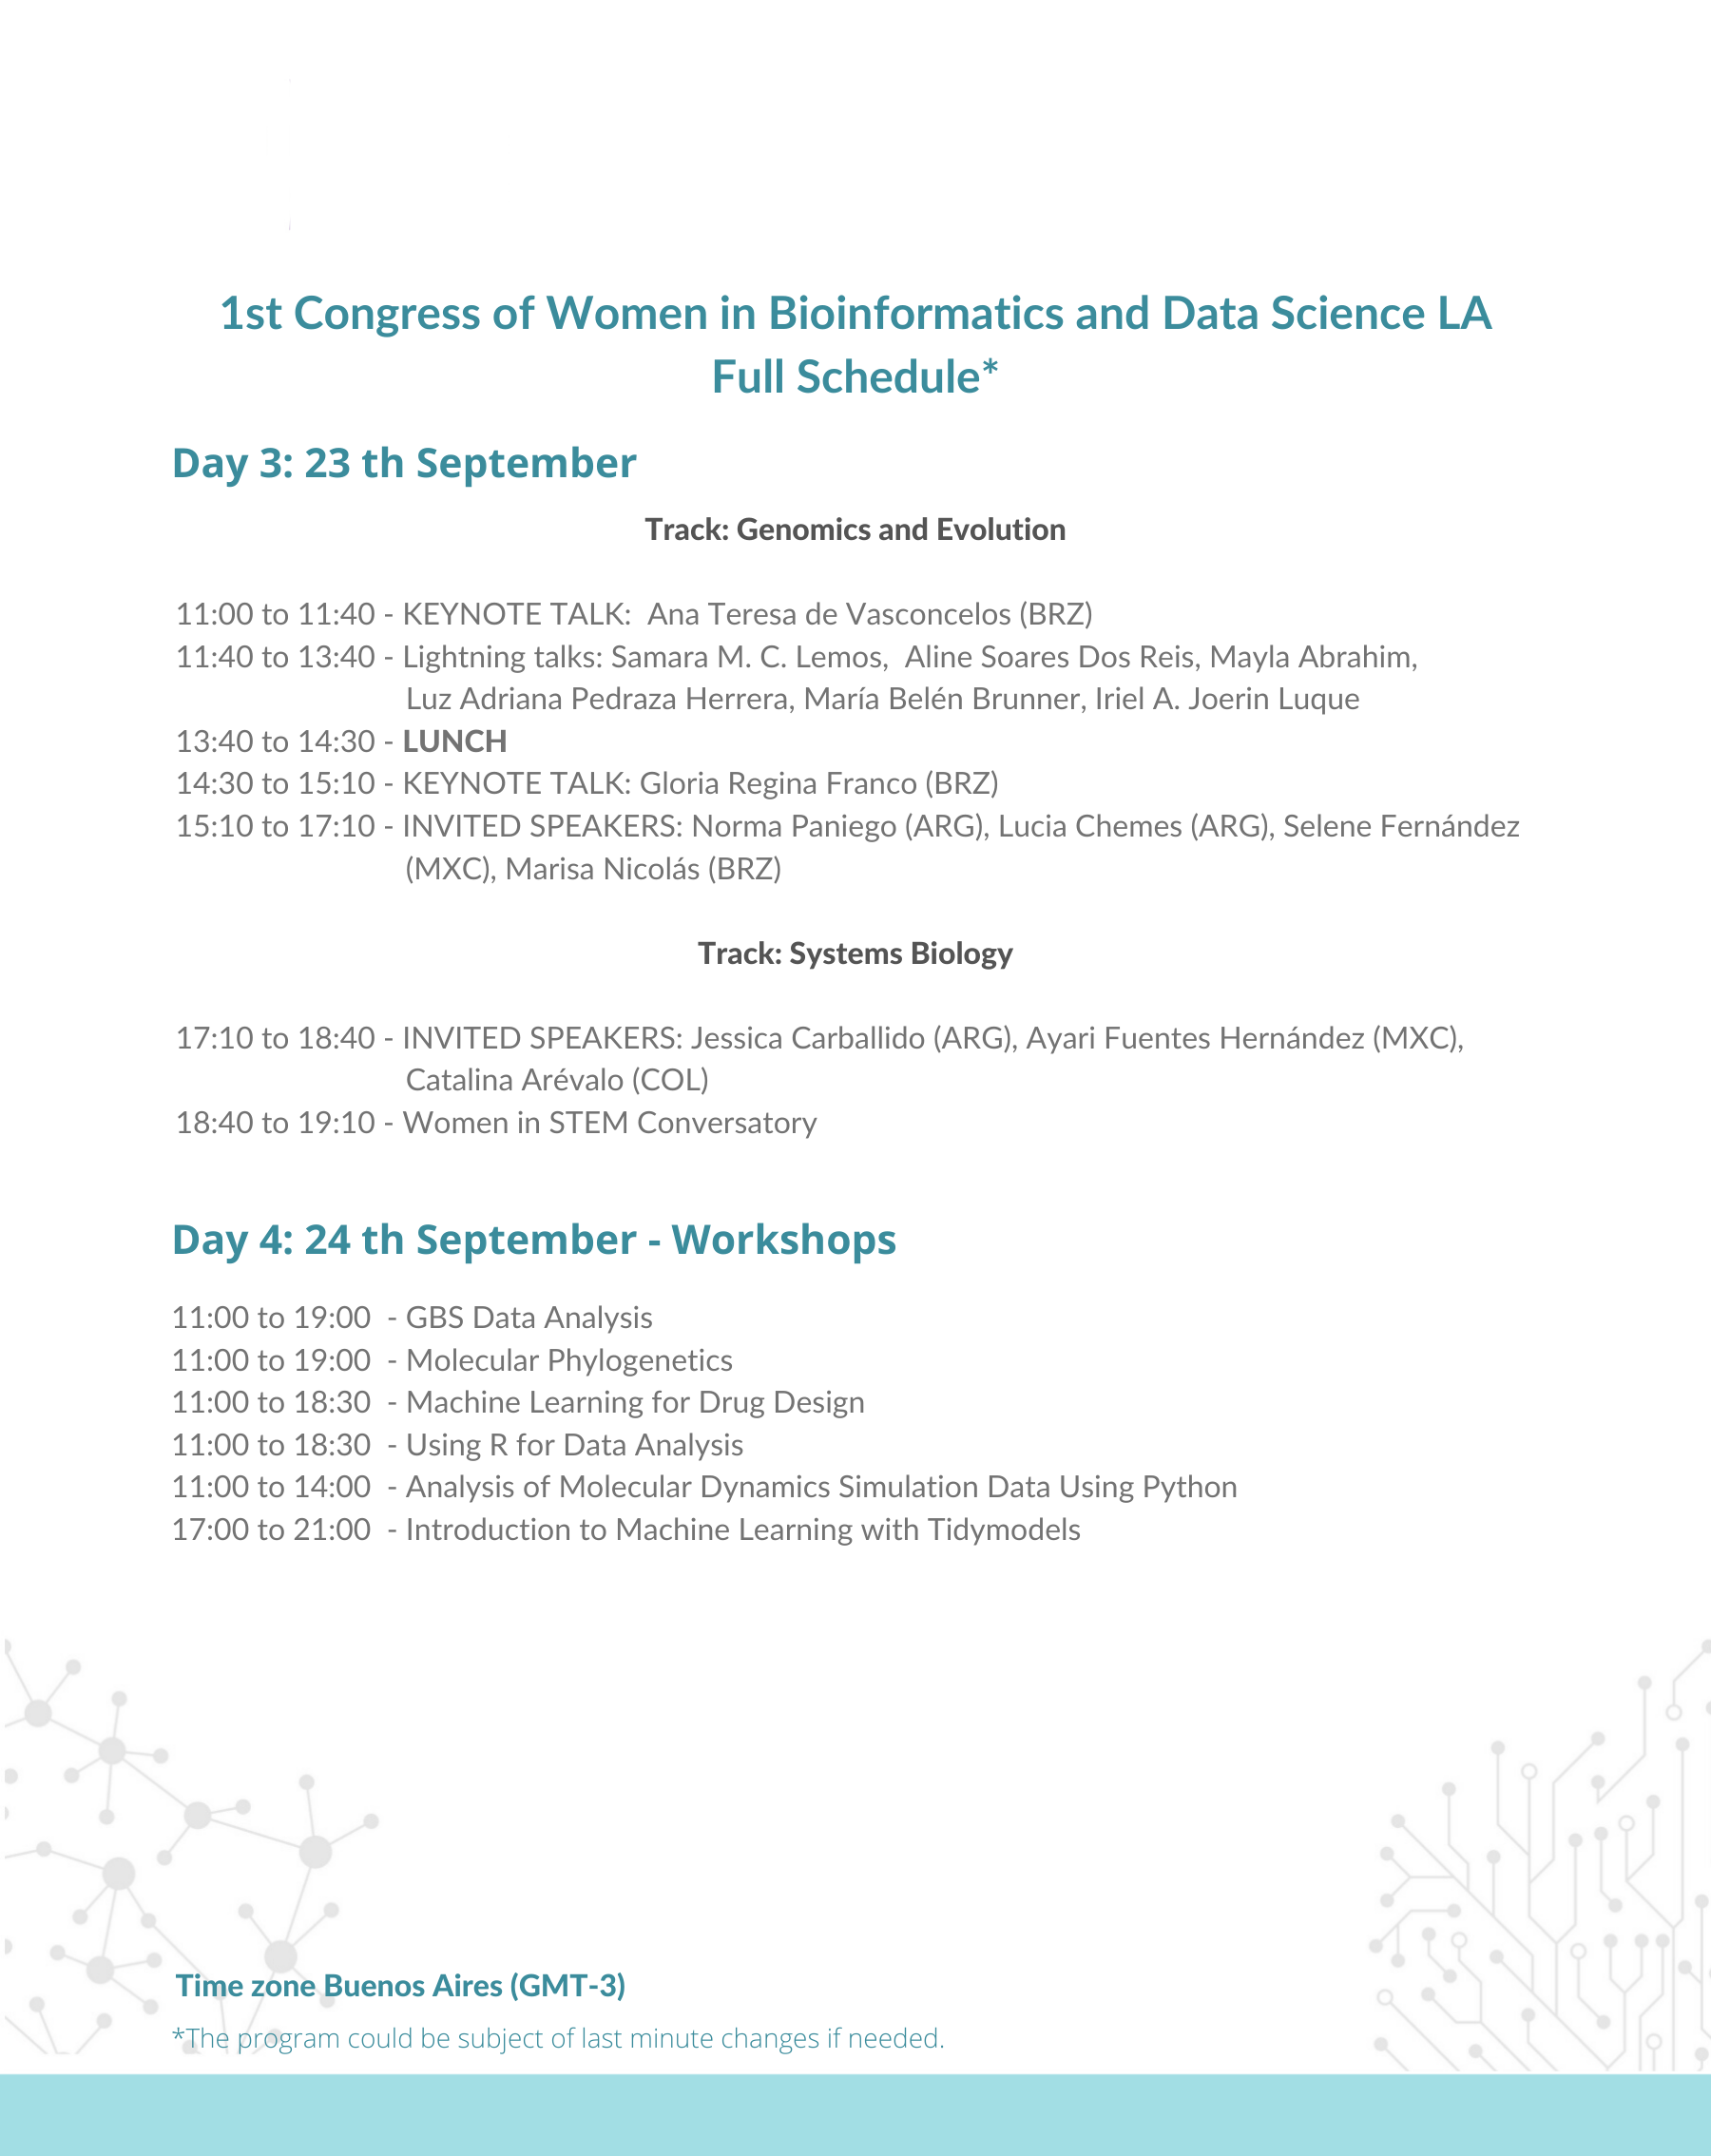 1st Congress of Women in Bioinformatics and Data Science LA
Full Schedule*
Day 3: 23 th September
Track: Genomics and Evolution
11:00 to 11:40 - KEYNOTE TALK:  Ana Teresa de Vasconcelos (BRZ)
11:40 to 13:40 - Lightning talks: Samara M. C. Lemos,  Aline Soares Dos Reis, Mayla Abrahim,
Luz Adriana Pedraza Herrera, María Belén Brunner, Iriel A. Joerin Luque
13:40 to 14:30 - LUNCH
14:30 to 15:10 - KEYNOTE TALK: Gloria Regina Franco (BRZ)
15:10 to 17:10 - INVITED SPEAKERS: Norma Paniego (ARG), Lucia Chemes (ARG), Selene Fernández
(MXC), Marisa Nicolás (BRZ)
Track: Systems Biology
17:10 to 18:40 - INVITED SPEAKERS: Jessica Carballido (ARG), Ayari Fuentes Hernández (MXC),
Catalina Arévalo (COL)
18:40 to 19:10 - Women in STEM Conversatory
Day 4: 24 th September - Workshops
11:00 to 19:00  - GBS Data Analysis
11:00 to 19:00  - Molecular Phylogenetics
11:00 to 18:30  - Machine Learning for Drug Design
11:00 to 18:30  - Using R for Data Analysis
11:00 to 14:00  - Analysis of Molecular Dynamics Simulation Data Using Python
17:00 to 21:00  - Introduction to Machine Learning with Tidymodels
Time zone Buenos Aires (GMT-3)
*The program could be subject of last minute changes if needed.